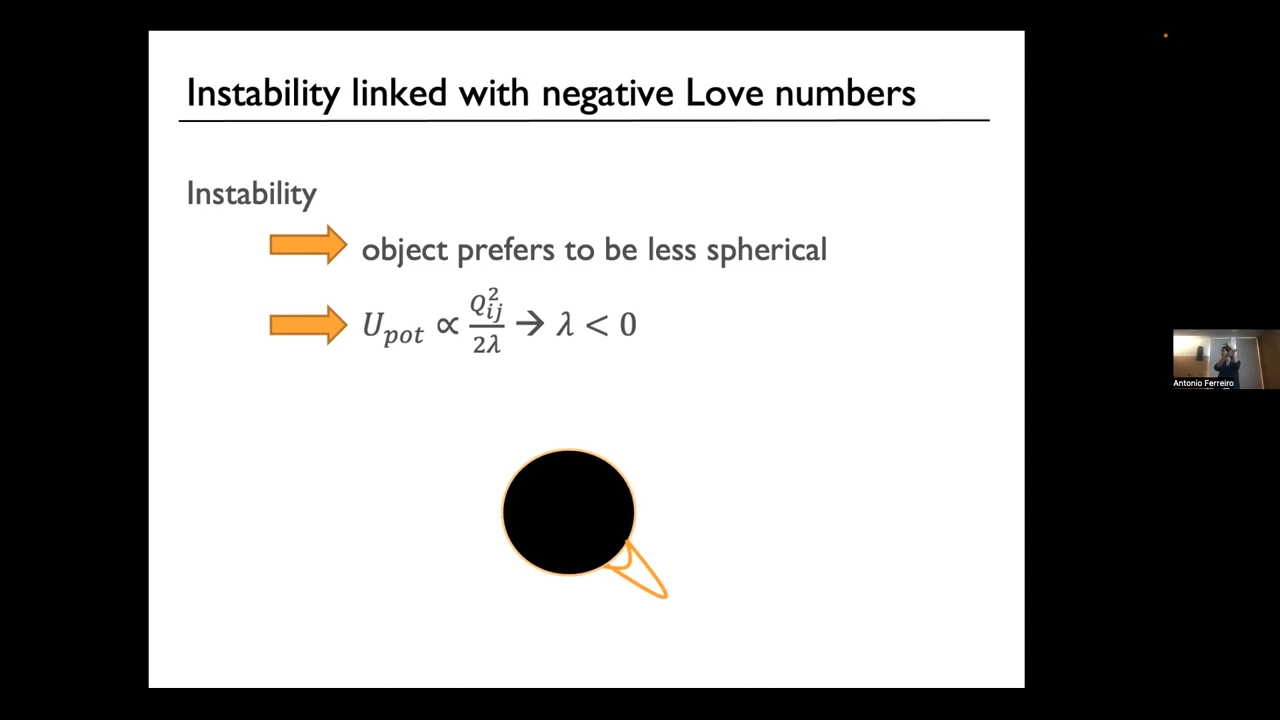 Instability linked with negative Love numbers
Instability
object prefers to be less spherical
$U_{pot} \propto \frac{Q_{ij}^2}{2\lambda} \rightarrow \lambda < 0$
Antonio Ferreiro